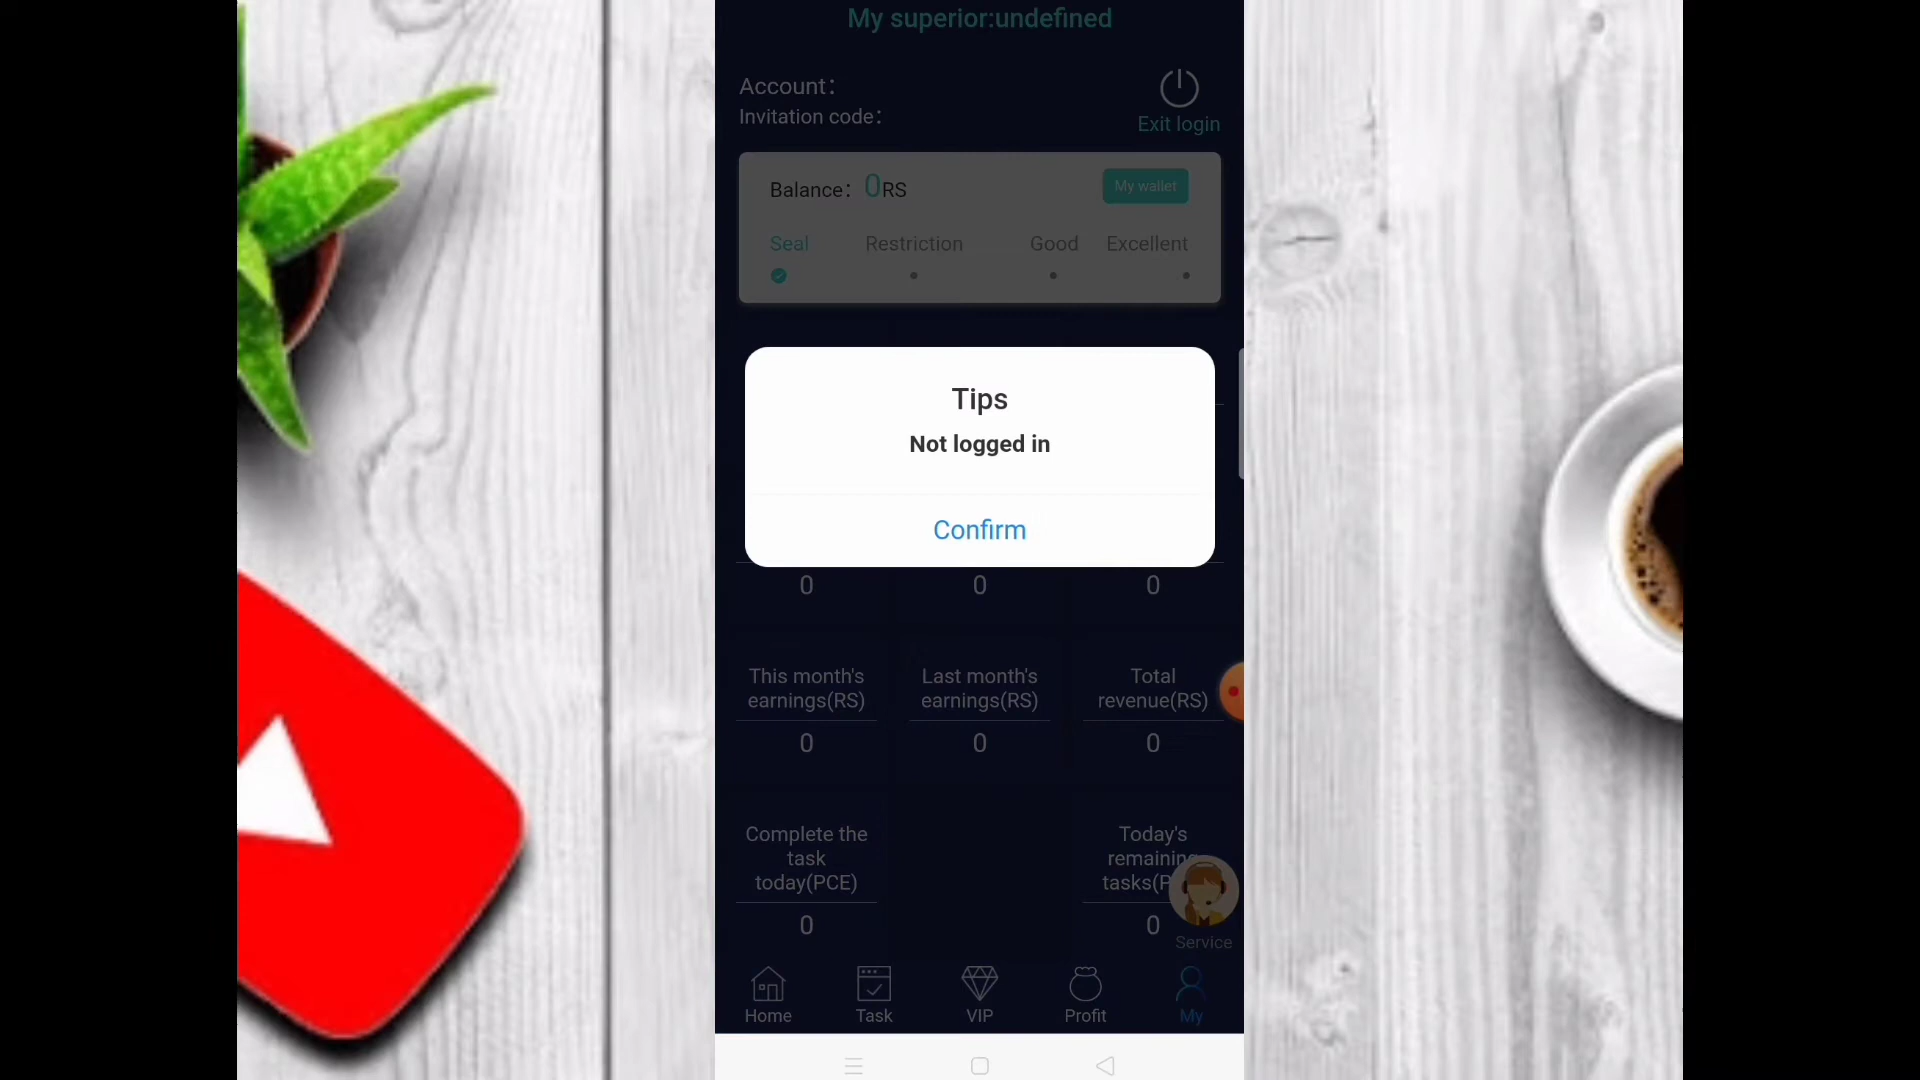 My superior:undefined
Account：
Invitation code：
Exit login
Balance： 0RS
My wallet
Seal
Restriction
Good
Excellent
Tips
Not logged in
Confirm
0
0
0
This month's
earnings(RS)
Last month's
earnings(RS)
Total
revenue(RS)
0
0
0
Complete the
task
today(PCE)
Today's
remaining
0
0
Service
Home
Task
VIP
Profit
My